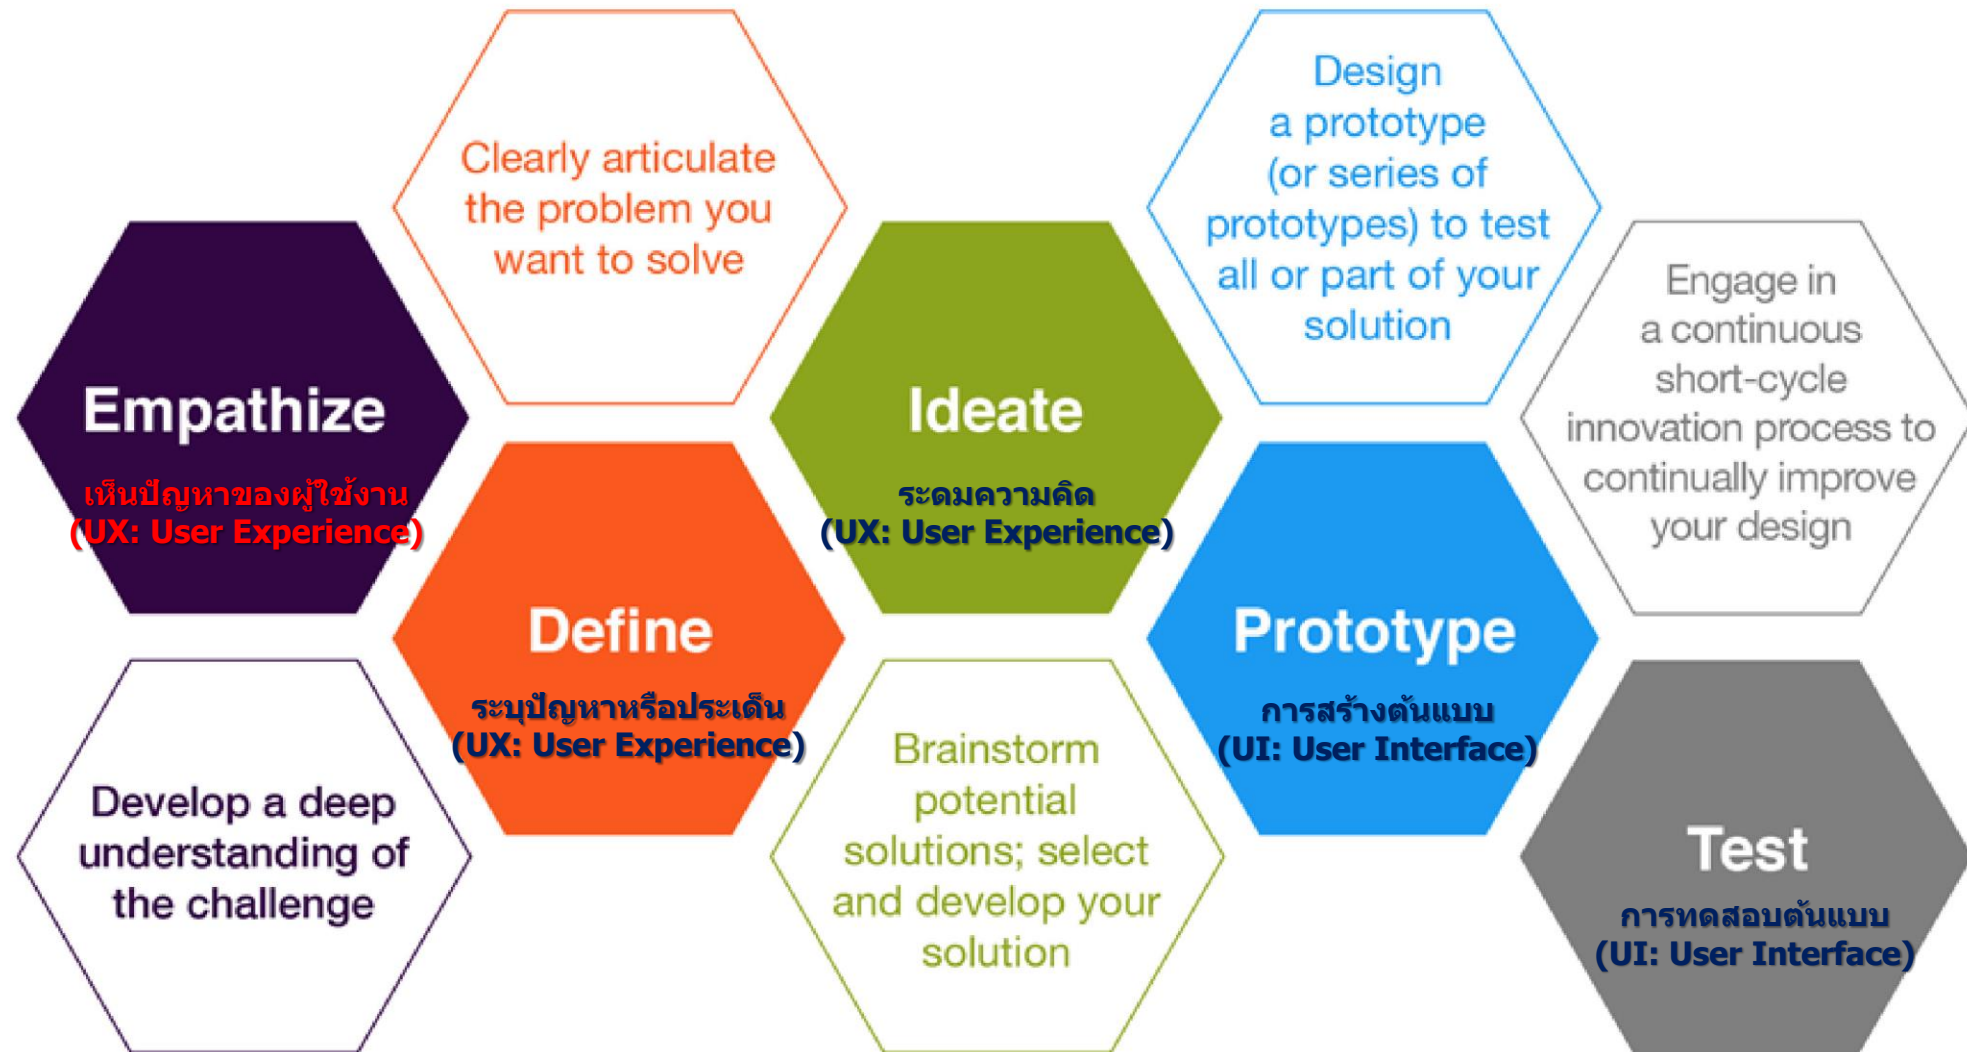 Empathize
เห็นปัญหาของผู้ใช้งาน
(UX: User Experience)
Develop a deep
understanding of
the challenge
Clearly articulate
the problem you
want to solve
Define
ระบุปัญหาหรือประเด็น
(UX: User Experience)
Ideate
ระดมความคิด
(UX: User Experience)
Brainstorm
potential
solutions; select
and develop your
solution
Design
a prototype
(or series of
prototypes) to test
all or part of your
solution
Prototype
การสร้างต้นแบบ
(UI: User Interface)
Engage in
a continuous
short-cycle
innovation process to
continually improve
your design
Test
การทดสอบต้นแบบ
(UI: User Interface)